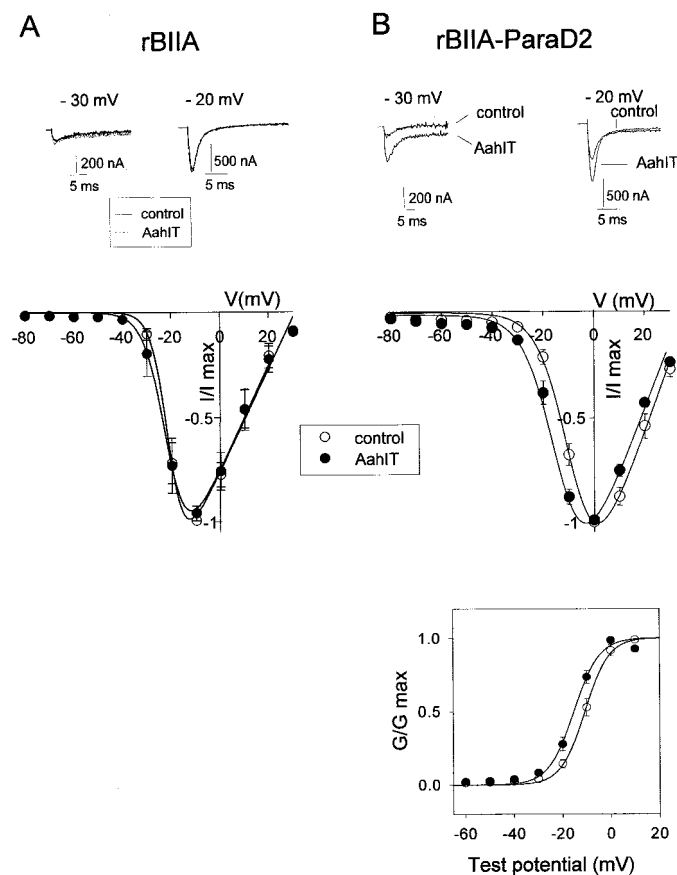 A
rBIIA
- 30 mV
- 20 mV
200 nA
5 ms
500 nA
5 ms
control
AahIT
V(mV)
-80
-60
-40
-20
0
20
I/I max
-0.5
-1
B
rBIIA-ParaD2
- 30 mV
control
AahIT
200 nA
5 ms
- 20 mV
control
AahIT
500 nA
5 ms
V (mV)
-80
-60
-40
-20
0
20
I/I max
-0.5
-1
control
AahIT
G/G max
1.0
0.5
0.0
-60
-40
-20
0
20
Test potential (mV)